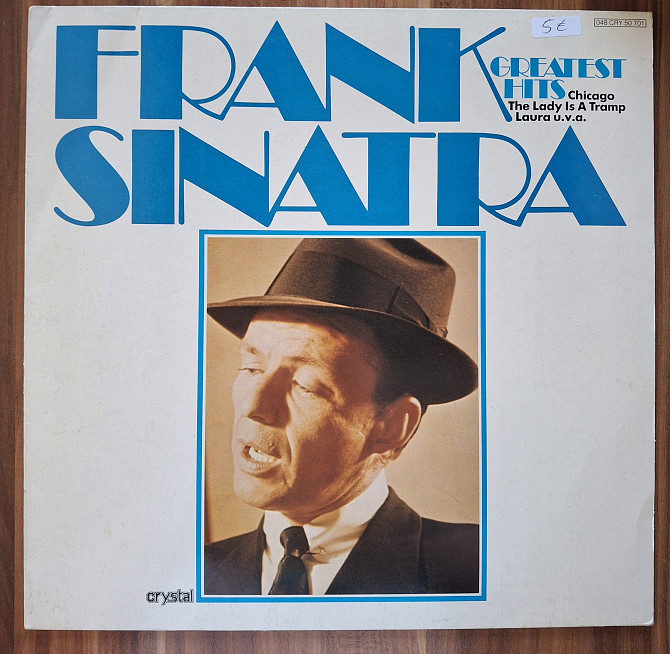 5€
048 CRY 50 701
FRANK
SINATRA
GREATEST
HITS Chicago
The Lady Is A Tramp
Laura u.v.a.
crystal